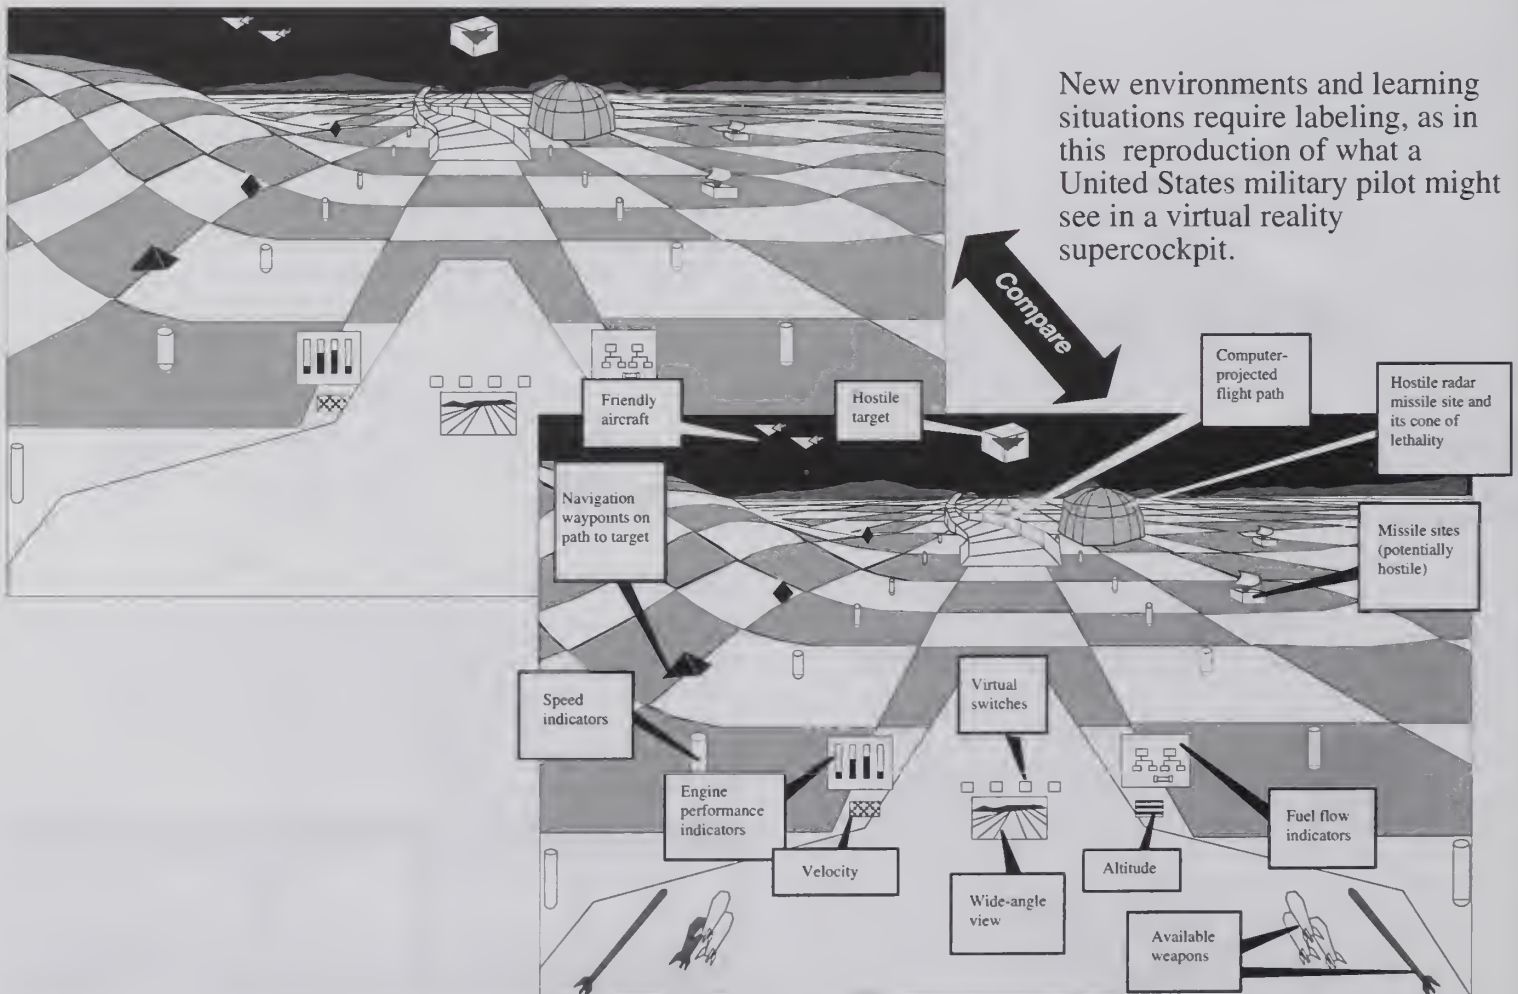 New environments and learning
situations require labeling, as in
this reproduction of what a
United States military pilot might
see in a virtual reality
supercockpit.
Compare
Computer-
projected
flight path
Hostile radar
missile site and
its cone of
lethality
Friendly
aircraft
Hostile
target
Navigation
waypoints on
path to target
Missile sites
(potentially
hostile)
Speed
indicators
Virtual
switches
Engine
performance
indicators
Fuel flow
indicators
Velocity
Altitude
Wide-angle
view
Available
weapons